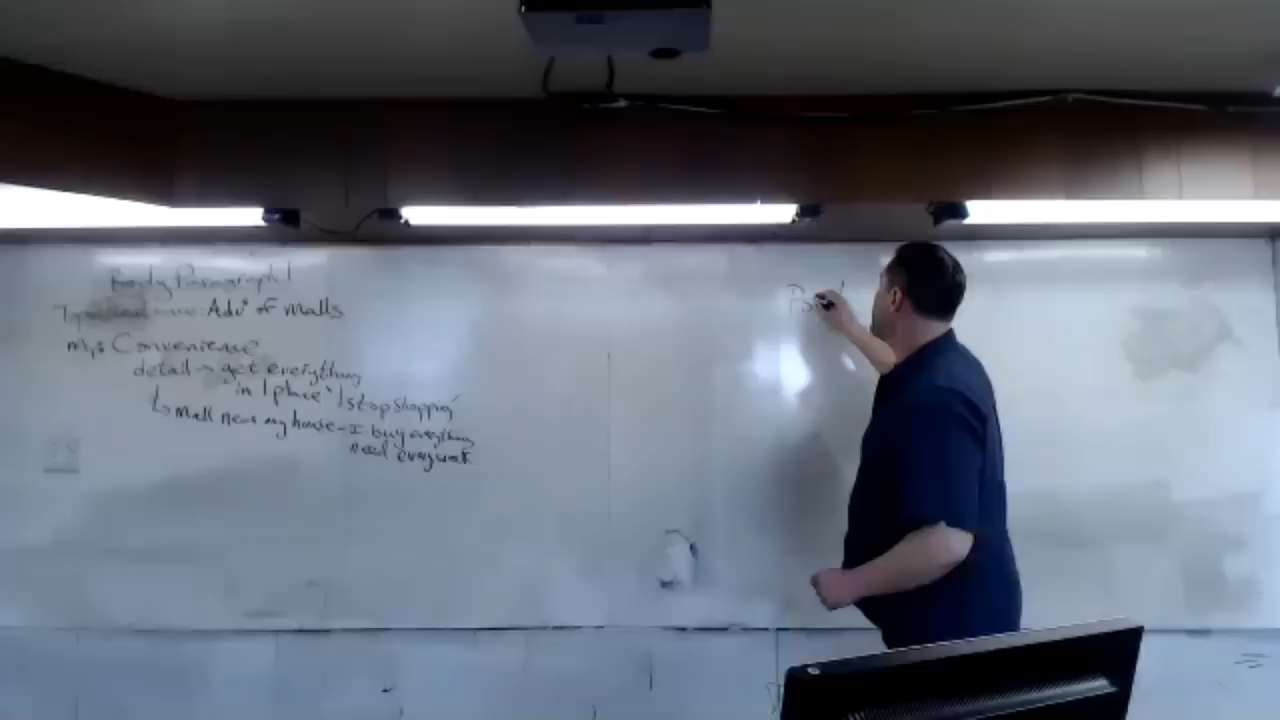 Body Paragraph 1
Adv of malls
Convenience
detail → get everything
in 1 place "1 stop shopping"
↳ mall near my house - I buy everything
need every week